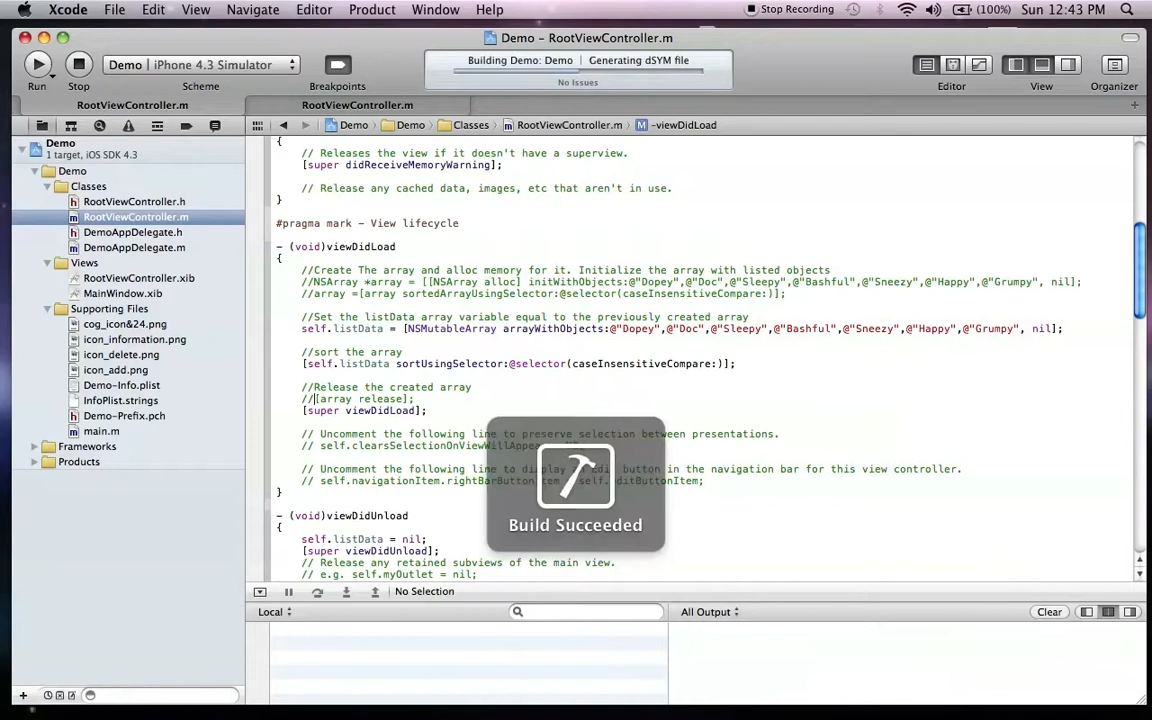 Xcode File Edit View Navigate Editor Product Window Help Stop Recording (100%) Sun 12:43 PM
Demo – RootViewController.m
Demo | iPhone 4.3 Simulator
Building Demo: Demo | Generating dSYM file
No Issues
Run Stop Scheme Breakpoints Editor View Organizer
RootViewController.m RootViewController.m
Demo Demo Classes RootViewController.m -viewDidLoad
Demo
1 target, iOS SDK 4.3
Demo
Classes
RootViewController.h
RootViewController.m
DemoAppDelegate.h
DemoAppDelegate.m
Views
RootViewController.xib
MainWindow.xib
Supporting Files
cog_icon&24.png
icon_information.png
icon_delete.png
icon_add.png
Demo-Info.plist
InfoPlist.strings
Demo-Prefix.pch
main.m
Frameworks
Products
{
// Releases the view if it doesn't have a superview.
[super didReceiveMemoryWarning];
// Release any cached data, images, etc that aren't in use.
}
#pragma mark - View lifecycle
- (void)viewDidLoad
{
//Create The array and alloc memory for it. Initialize the array with listed objects
//NSArray *array = [[NSArray alloc] initWithObjects:@"Dopey",@"Doc",@"Sleepy",@"Bashful",@"Sneezy",@"Happy",@"Grumpy", nil];
//array =[array sortedArrayUsingSelector:@selector(caseInsensitiveCompare:)];
//Set the listData array variable equal to the previously created array
self.listData = [NSMutableArray arrayWithObjects:@"Dopey",@"Doc",@"Sleepy",@"Bashful",@"Sneezy",@"Happy",@"Grumpy", nil];
//sort the array
[self.listData sortUsingSelector:@selector(caseInsensitiveCompare:)];
//Release the created array
//[array release];
[super viewDidLoad];
// Uncomment the following line to preserve selection between presentations.
// self.clearsSelectionOnViewWillAppear
// Uncomment the following line to display an Edit button in the navigation bar for this view controller.
// self.navigationItem.rightBarButtonItem = self.editButtonItem;
}
Build Succeeded
- (void)viewDidUnload
{
self.listData = nil;
[super viewDidUnload];
// Release any retained subviews of the main view.
// e.g. self.myOutlet = nil;
No Selection
Local All Output Clear